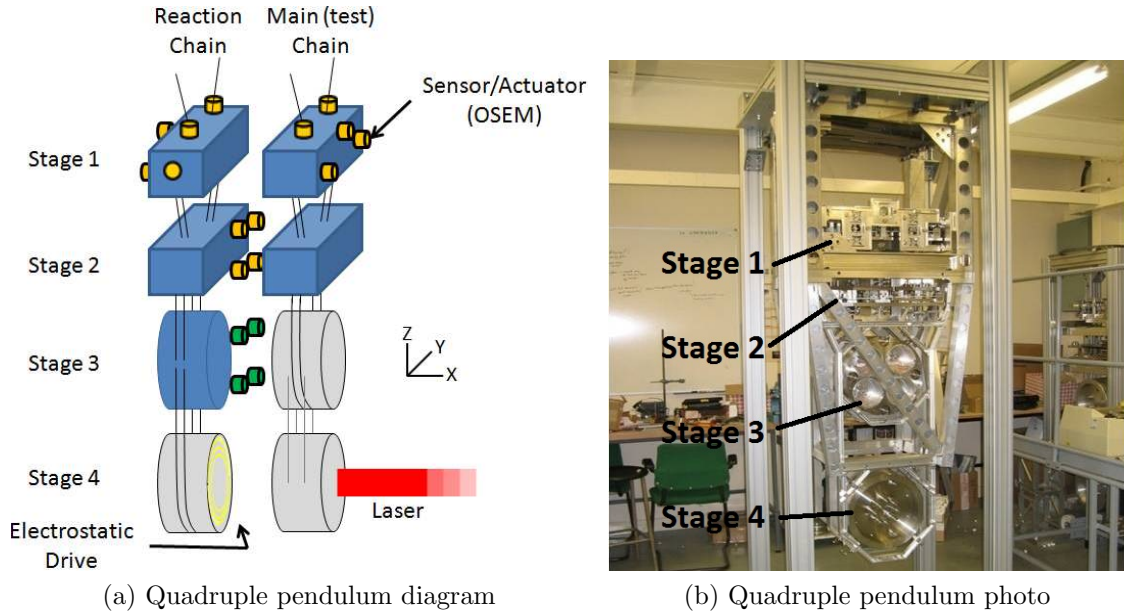 Reaction Chain
Main (test) Chain
Sensor/Actuator (OSEM)
Stage 1
Stage 2
Stage 3
Stage 4
Z
Y
X
Laser
Electrostatic Drive
(a) Quadruple pendulum diagram
Stage 1
Stage 2
Stage 3
Stage 4
(b) Quadruple pendulum photo